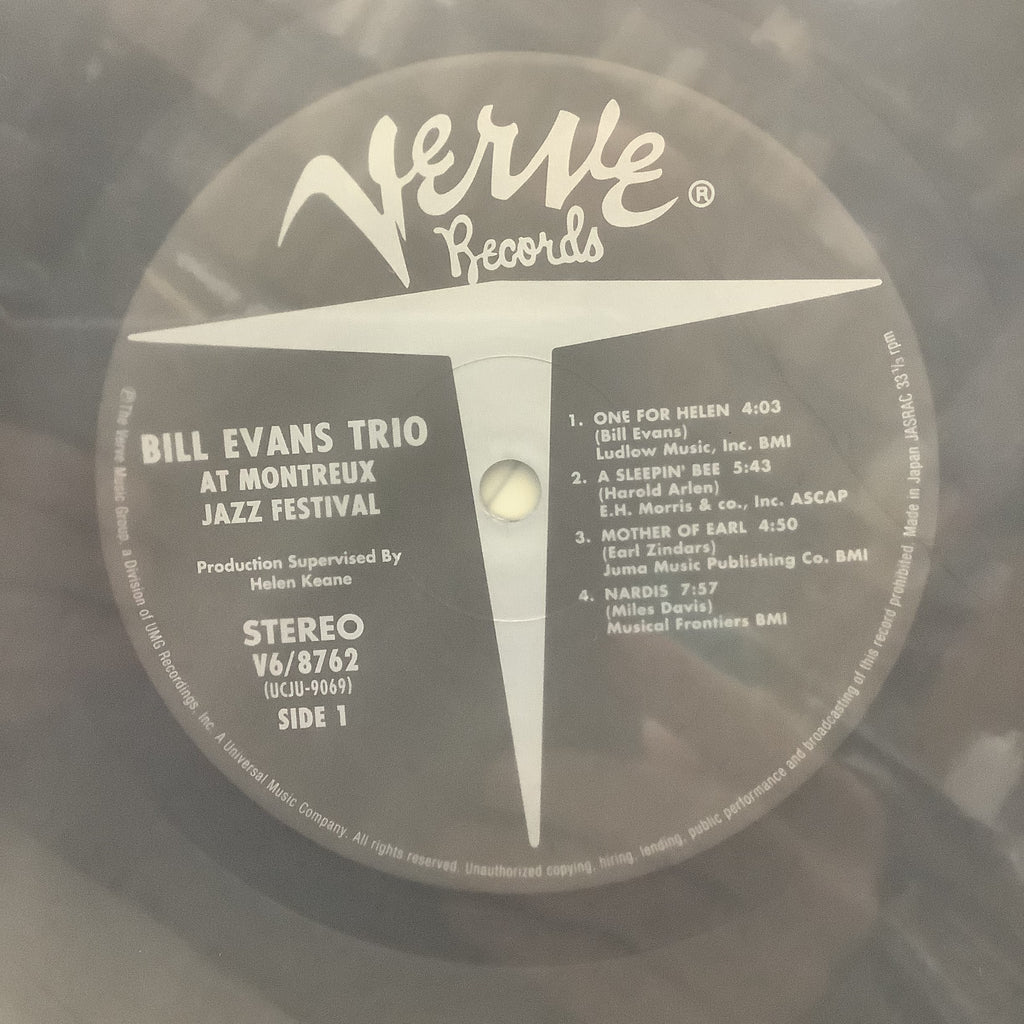 Verve ®
Records
BILL EVANS TRIO
AT MONTREUX
JAZZ FESTIVAL
Production Supervised By
Helen Keane
STEREO
V6/8762
(UCJU-9069)
SIDE 1
1. ONE FOR HELEN 4:03
(Bill Evans)
Ludlow Music, Inc. BMI
2. A SLEEPIN' BEE 5:43
(Harold Arlen)
E.H. Morris & co., Inc. ASCAP
3. MOTHER OF EARL 4:50
(Earl Zindars)
Juma Music Publishing Co. BMI
4. NARDIS 7:57
(Miles Davis)
Musical Frontiers BMI
℗ The Verve Music Group, a Division of UMG Recordings, Inc. A Universal Music Company. All rights reserved. Unauthorized copying, hiring, lending, public performance and broadcasting of this record prohibited. Made in Japan JASRAC 33 1/3 rpm